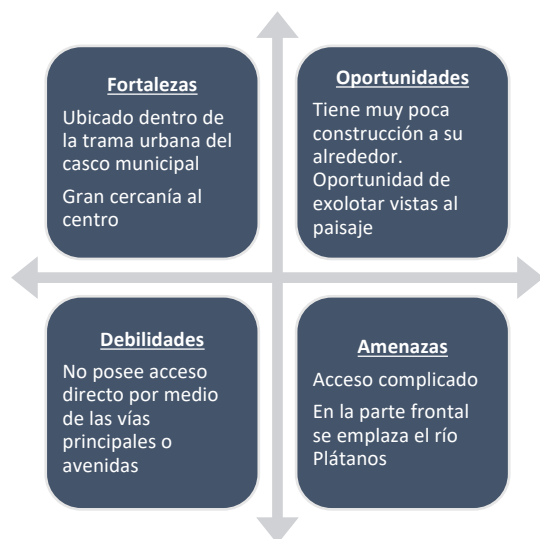 Fortalezas
Ubicado dentro de
la trama urbana del
casco municipal
Gran cercanía al
centro
Oportunidades
Tiene muy poca
construcción a su
alrededor.
Oportunidad de
exolotar vistas al
paisaje
Debilidades
No posee acceso
directo por medio
de las vías
principales o
avenidas
Amenazas
Acceso complicado
En la parte frontal
se emplaza el río
Plátanos